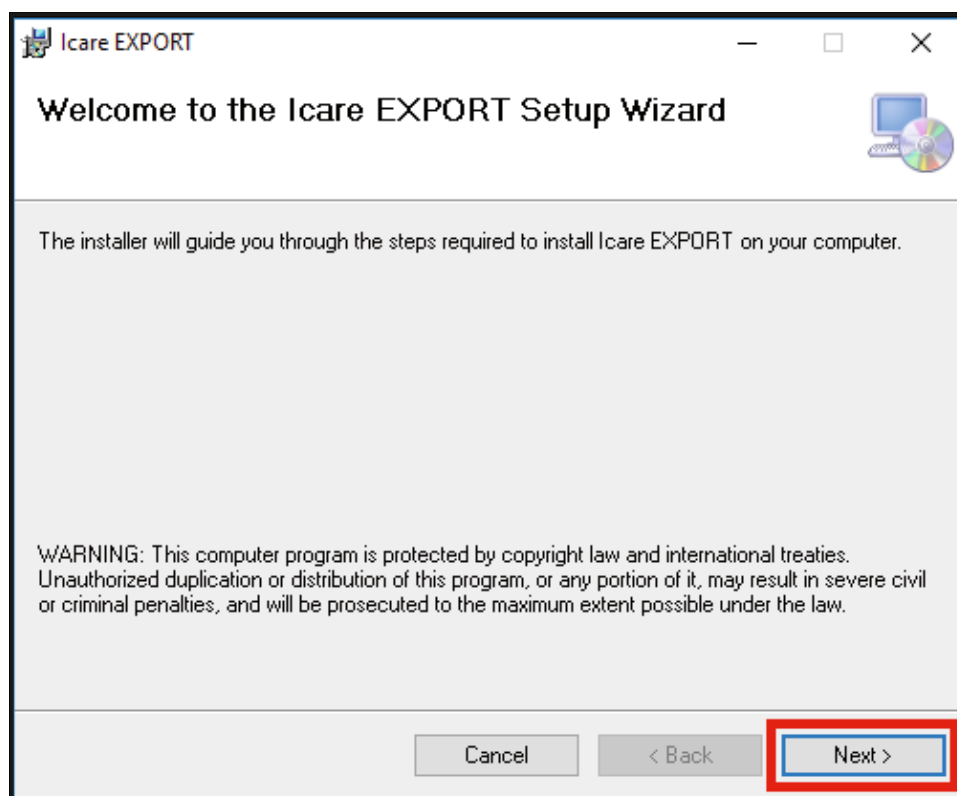 Icare EXPORT
Welcome to the Icare EXPORT Setup Wizard
The installer will guide you through the steps required to install Icare EXPORT on your computer.
WARNING: This computer program is protected by copyright law and international treaties.
Unauthorized duplication or distribution of this program, or any portion of it, may result in severe civil
or criminal penalties, and will be prosecuted to the maximum extent possible under the law.
Cancel
< Back
Next >